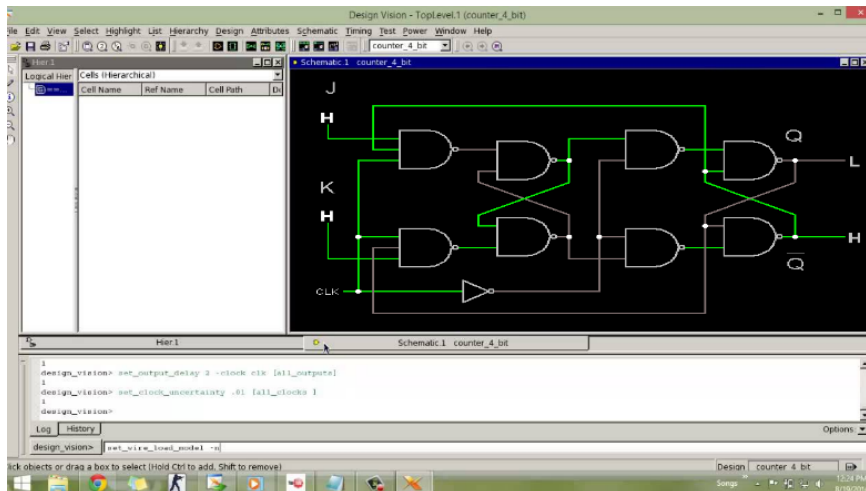 Design Vision - TopLevel.1 (counter_4_bit)
File Edit View Select Highlight List Hierarchy Design Attributes Schematic Timing Test Power Window Help
counter_4_bit
Hier.1
Schematic.1 counter_4_bit
Logical Hier
Cells (Hierarchical)
Cell Name Ref Name Cell Path
J
H
K
H
CLK
Q
L
H
Q
Hier.1
Schematic.1 counter_4_bit
1
design_vision> set_output_delay 2 -clock clk [all_outputs]
1
design_vision> set_clock_uncertainty .01 [all_clocks ]
1
design_vision>
Log History
Options:
design_vision> set_wire_load_model -n
Click objects or drag a box to select (Hold Ctrl to add, Shift to remove)
Design counter_4_bit
Songs
12:24 PM